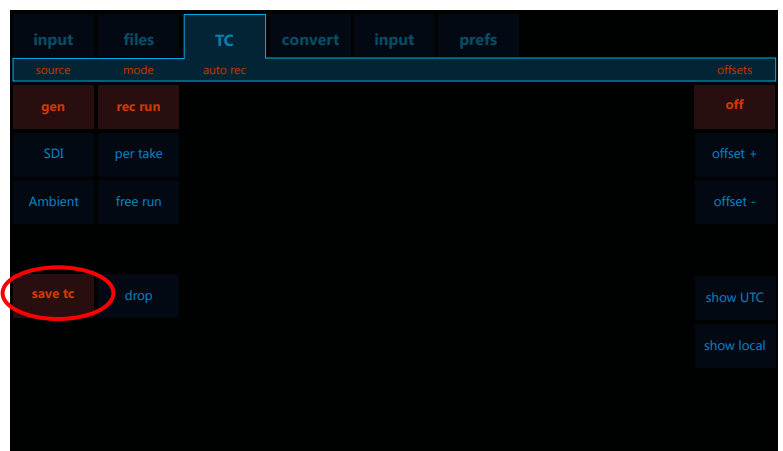 input files TC convert input prefs
source mode auto rec offsets
gen rec run off
SDI per take offset +
Ambient free run offset -
save tc drop show UTC
show local